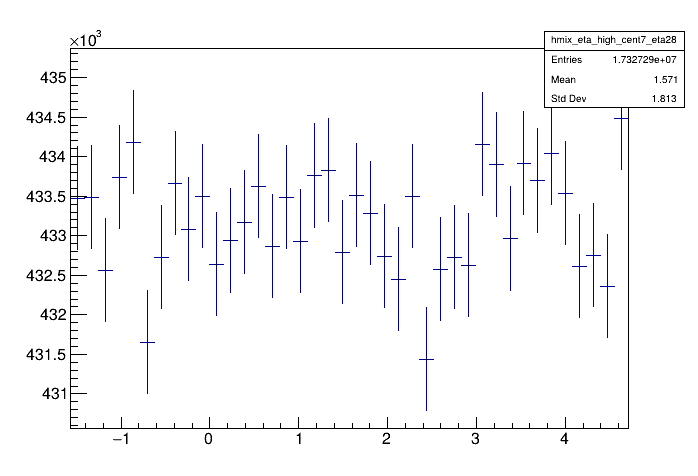 ×10³
hmix_eta_high_cent7_eta28
Entries 1.732729e+07
Mean 1.571
Std Dev 1.813
435
434.5
434
433.5
433
432.5
432
431.5
431
−1 0 1 2 3 4